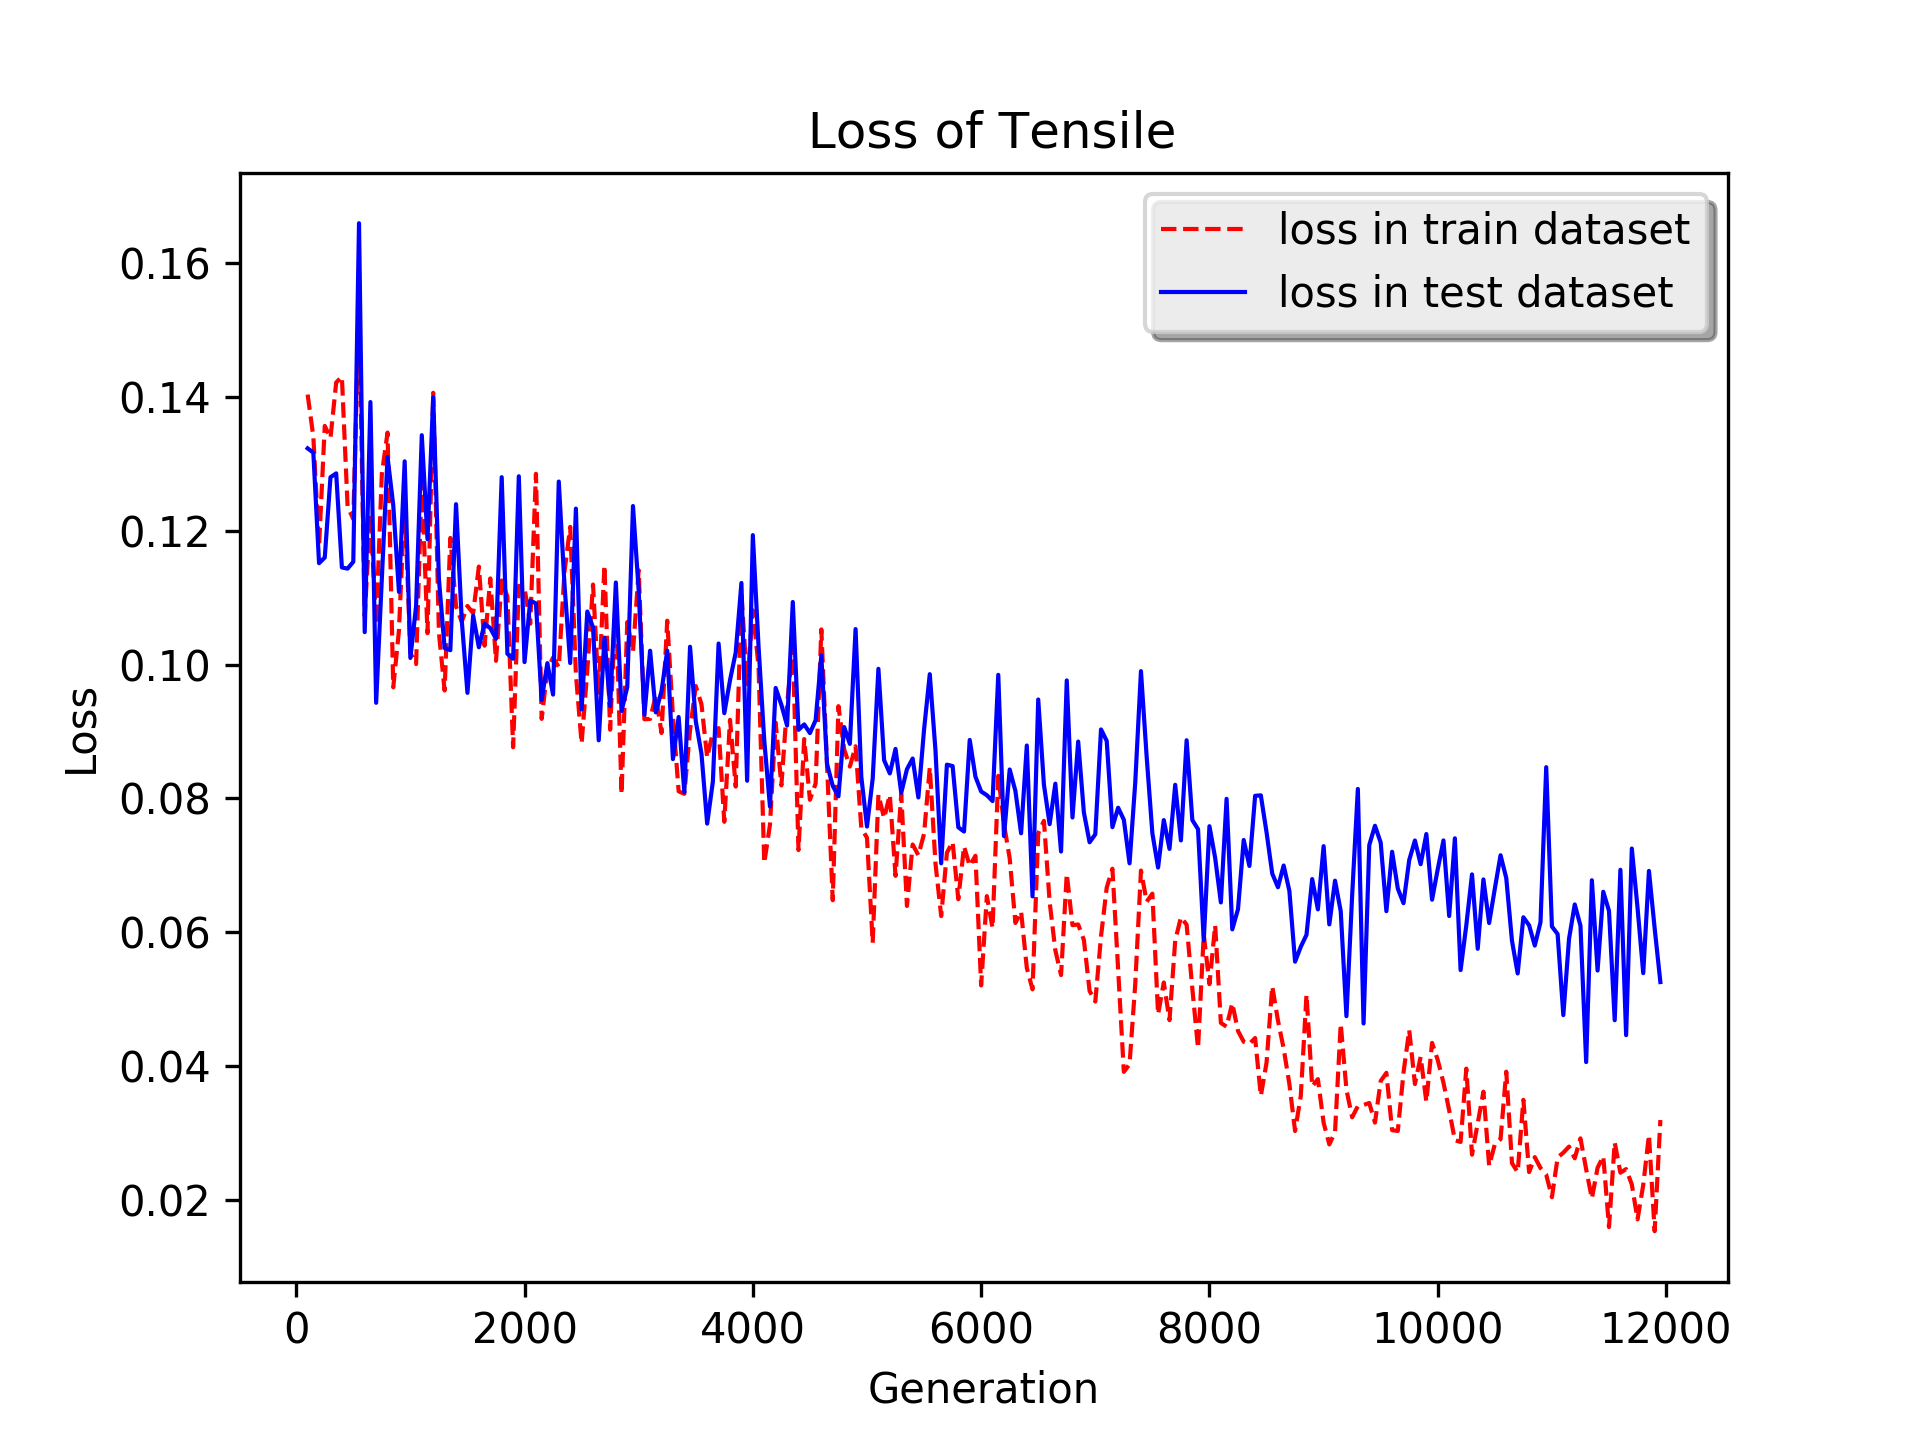 Loss of Tensile
loss in train dataset
loss in test dataset
0.16
0.14
0.12
0.10
0.08
0.06
0.04
0.02
Loss
0 2000 4000 6000 8000 10000 12000
Generation